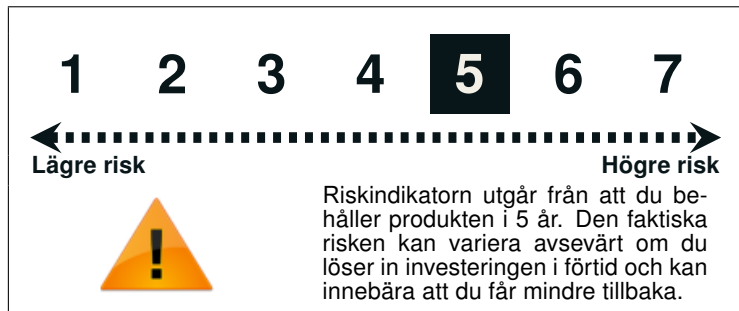 1 2 3 4 5 6 7
Lägre risk Högre risk
Riskindikatorn utgår från att du be-
håller produkten i 5 år. Den faktiska
risken kan variera avsevärt om du
löser in investeringen i förtid och kan
innebära att du får mindre tillbaka.